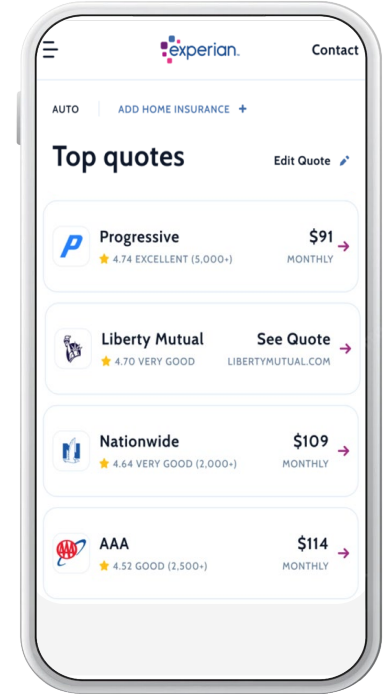 experian.
Contact
AUTO
ADD HOME INSURANCE +
Top quotes
Edit Quote
Progressive
$91
4.74 EXCELLENT (5,000+)
MONTHLY
Liberty Mutual
See Quote
4.70 VERY GOOD
LIBERTYMUTUAL.COM
Nationwide
$109
4.64 VERY GOOD (2,000+)
MONTHLY
AAA
AAA
$114
4.52 GOOD (2,500+)
MONTHLY